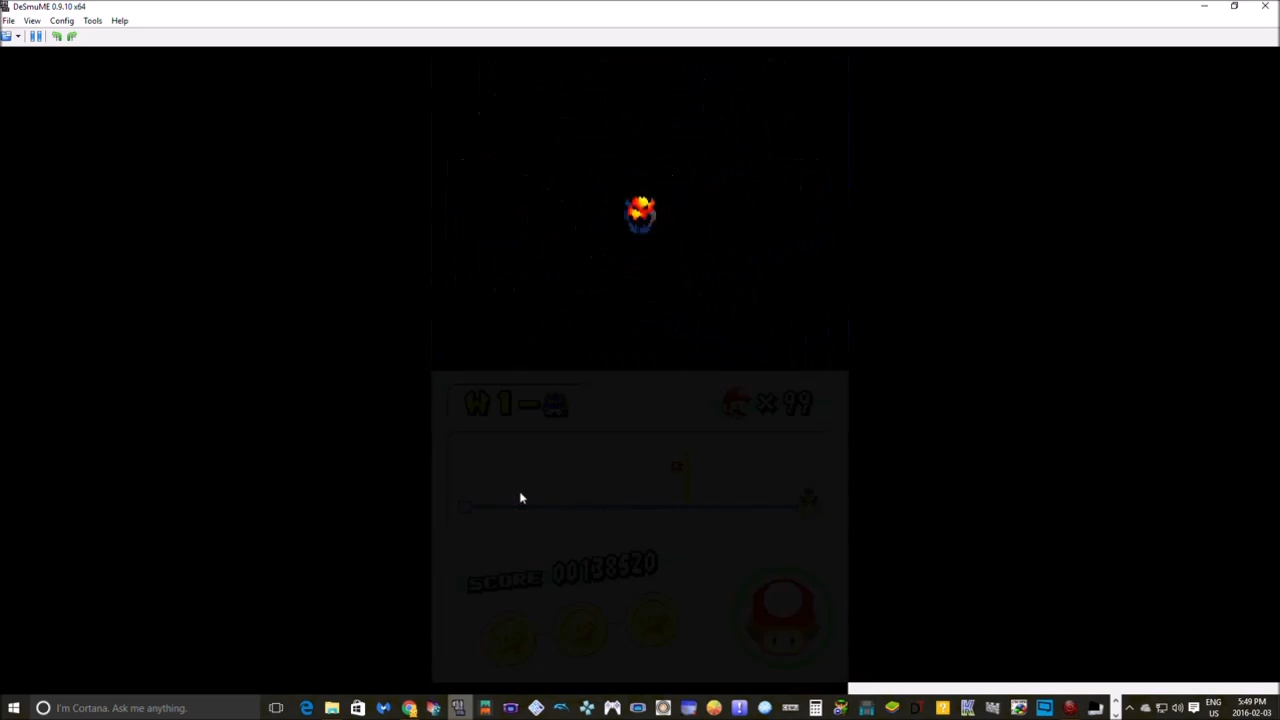 DeSmuME 0.9.10 x64
File View Config Tools Help
W 1-
× 99
SCORE 00138520
I'm Cortana. Ask me anything.
ENG
US
5:49 PM
2016-02-03